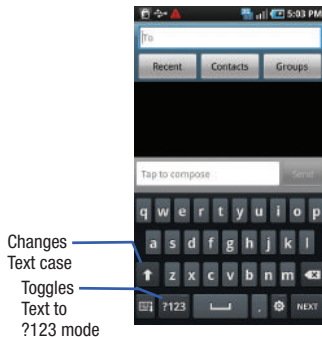 5:03 PM
To
Recent Contacts Groups
Tap to compose Send
q w e r t y u i o p
a s d f g h j k l
Changes
Text case
z x c v b n m
Toggles
Text to
?123 mode
?123 . NEXT